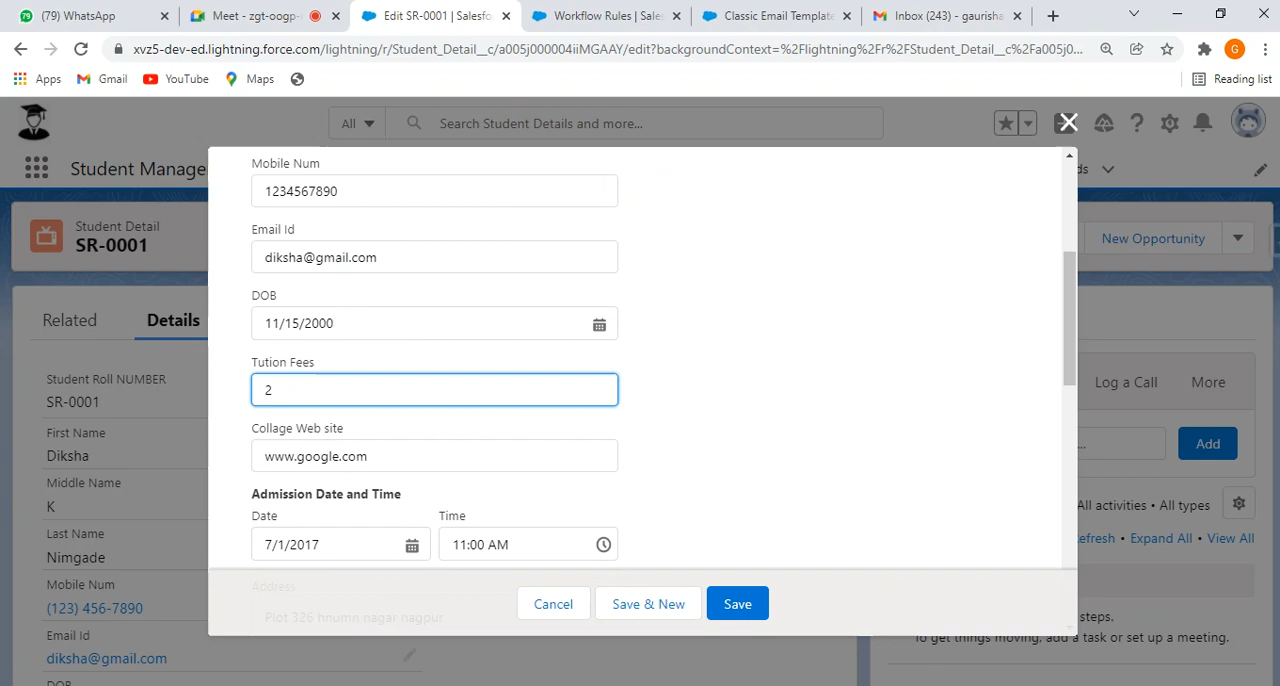 (79) WhatsApp
Meet - zgt-oogp-
Edit SR-0001 | Salesfo
Workflow Rules | Sales
Classic Email Template
Inbox (243) - gaurisha
xvz5-dev-ed.lightning.force.com/lightning/r/Student_Detail__c/a005j000004iiMGAAY/edit?backgroundContext=%2Flightning%2Fr%2FStudent_Detail__c%2Fa005j0...
G
Apps
Gmail
YouTube
Maps
Reading list
All
Search Student Details and more...
Student Manage
ds
Student Detail
SR-0001
New Opportunity
Related
Details
Student Roll NUMBER
SR-0001
First Name
Diksha
Middle Name
K
Last Name
Nimgade
Mobile Num
(123) 456-7890
Email Id
diksha@gmail.com
DOB
Mobile Num
1234567890
Email Id
diksha@gmail.com
DOB
11/15/2000
Tution Fees
2
Collage Web site
www.google.com
Admission Date and Time
Date
Time
7/1/2017
11:00 AM
Address
Plot 326 hnumn nagar nagpur
Cancel
Save & New
Save
Log a Call
More
...
Add
All activities • All types
efresh • Expand All • View All
steps.
To get things moving, add a task or set up a meeting.